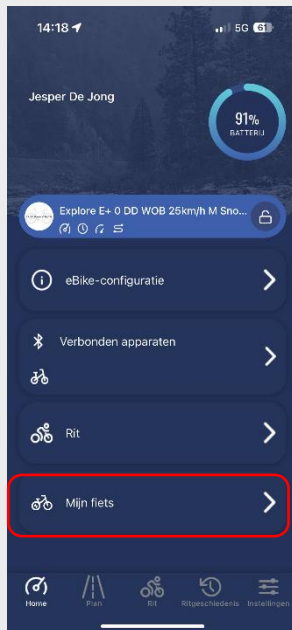 14:18
5G 61
Jesper De Jong
91%
BATTERIJ
Explore E+ 0 DD WOB 25km/h M Sno...
eBike-configuratie
Verbonden apparaten
Rit
Mijn fiets
Home Plan Rit Ritgeschiedenis Instellingen